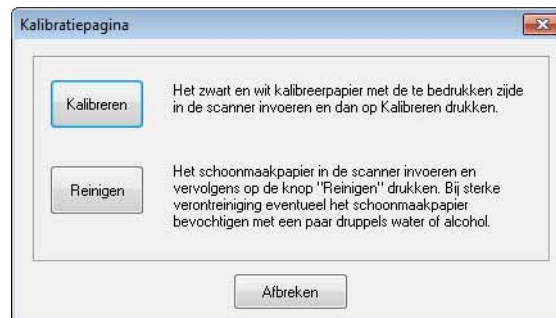 Kalibratiepagina
Kalibreren
Het zwart en wit kalibreerpapier met de te bedrukken zijde
in de scanner invoeren en dan op Kalibreren drukken.
Reinigen
Het schoonmaakpapier in de scanner invoeren en
vervolgens op de knop "Reinigen" drukken. Bij sterke
verontreiniging eventueel het schoonmaakpapier
bevochtigen met een paar druppels water of alcohol.
Afbreken